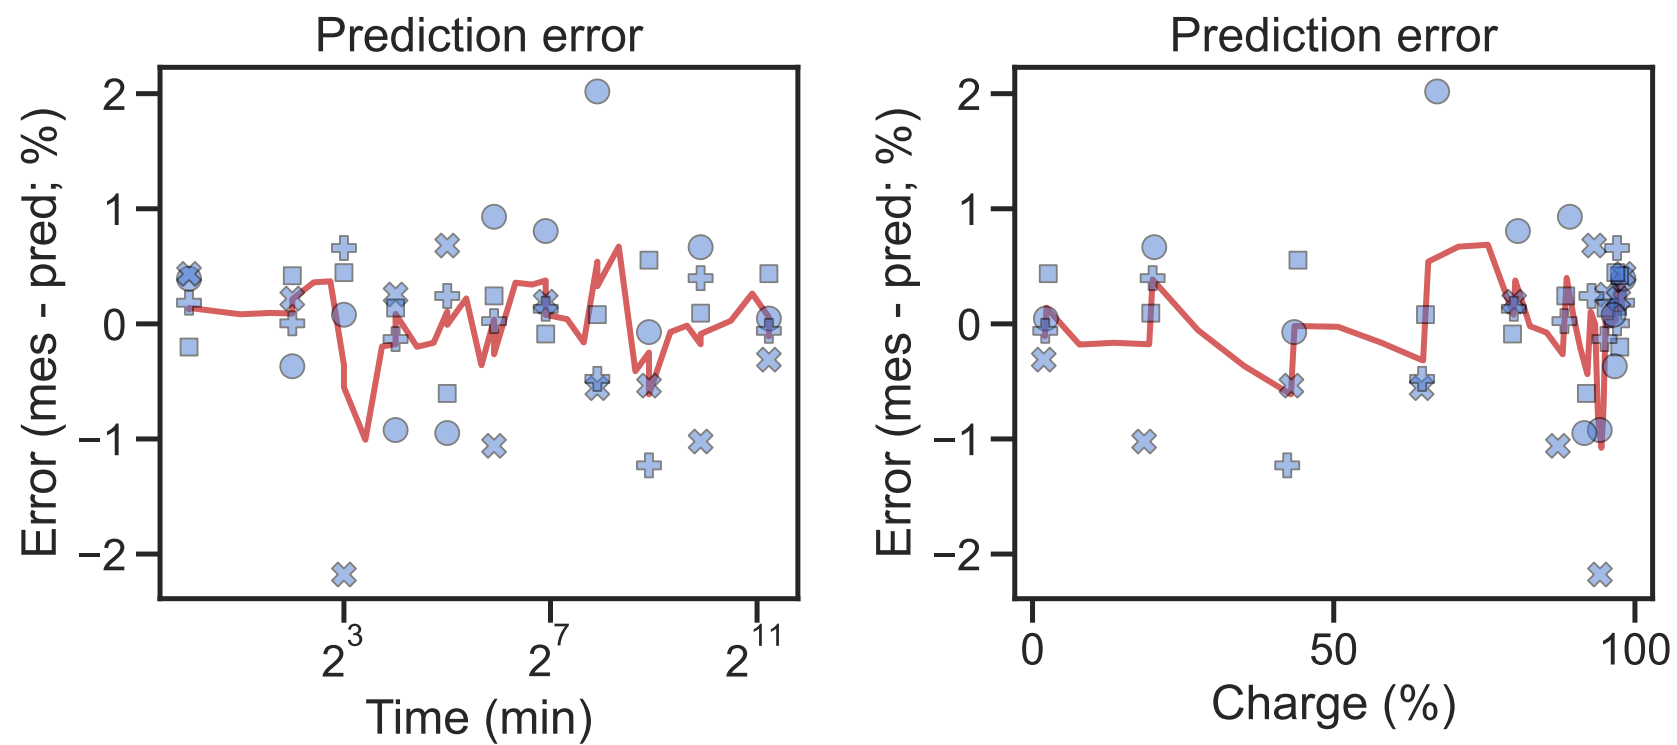 Prediction error
Error (mes - pred; %)
2
1
0
−1
−2
2^3
2^7
2^11
Time (min)
Prediction error
Error (mes - pred; %)
2
1
0
−1
−2
0
50
100
Charge (%)